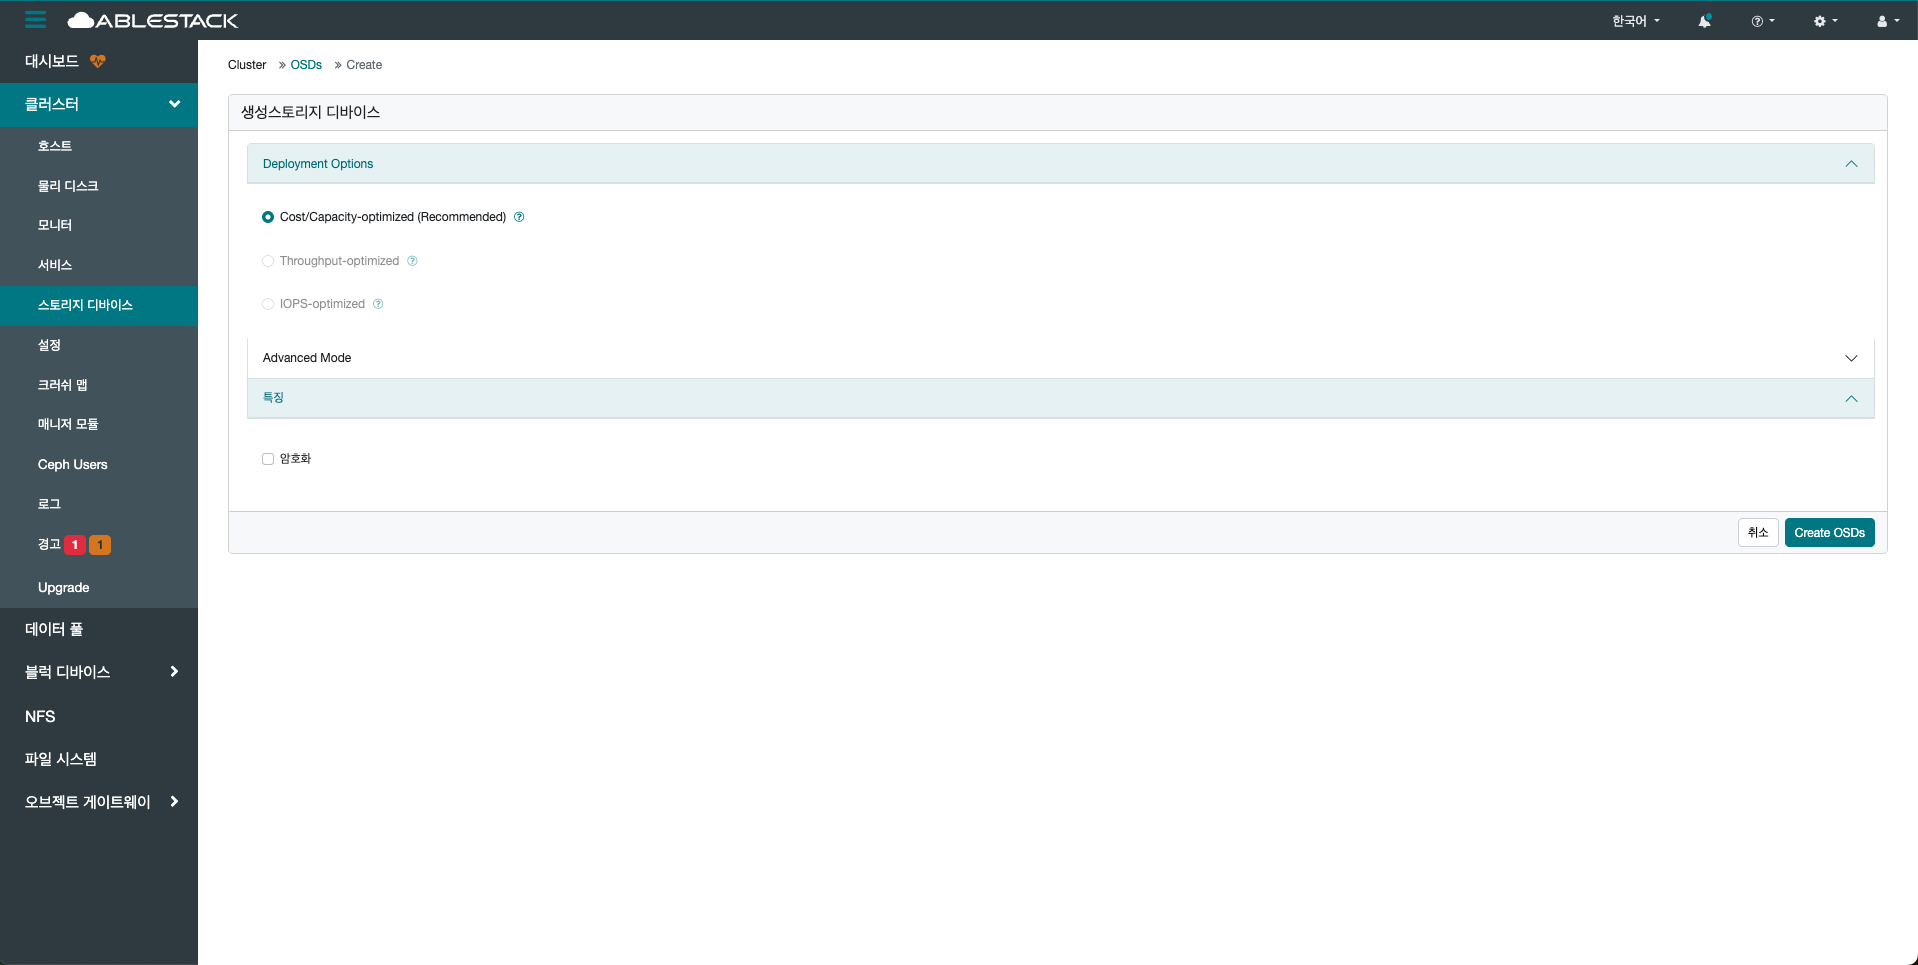 ABLESTACK
한국어
대시보드
클러스터
호스트
물리 디스크
모니터
서비스
스토리지 디바이스
설정
크러쉬 맵
매니저 모듈
Ceph Users
로그
경고 1 1
Upgrade
데이터 풀
블럭 디바이스
NFS
파일 시스템
오브젝트 게이트웨이
Cluster » OSDs » Create
생성스토리지 디바이스
Deployment Options
Cost/Capacity-optimized (Recommended)
Throughput-optimized
IOPS-optimized
Advanced Mode
특징
암호화
취소 Create OSDs